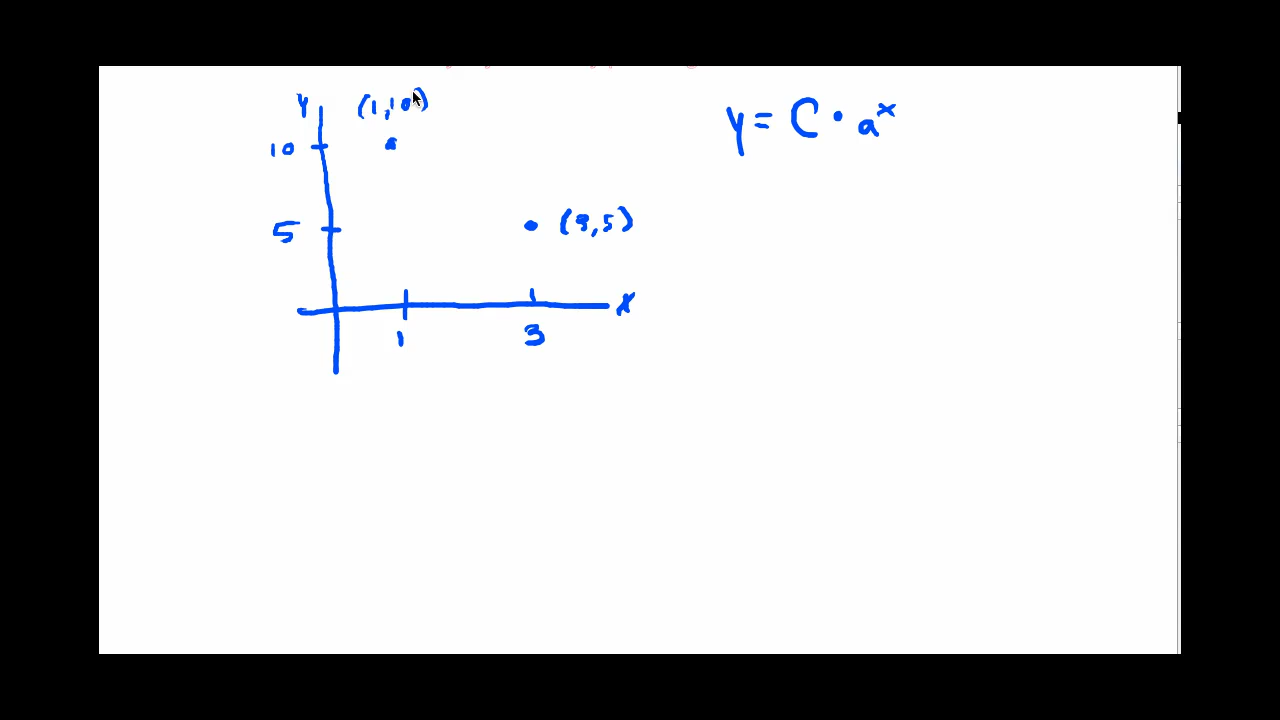 y (1,10)
y = C · a^x
10
5
(3,5)
x
1
3